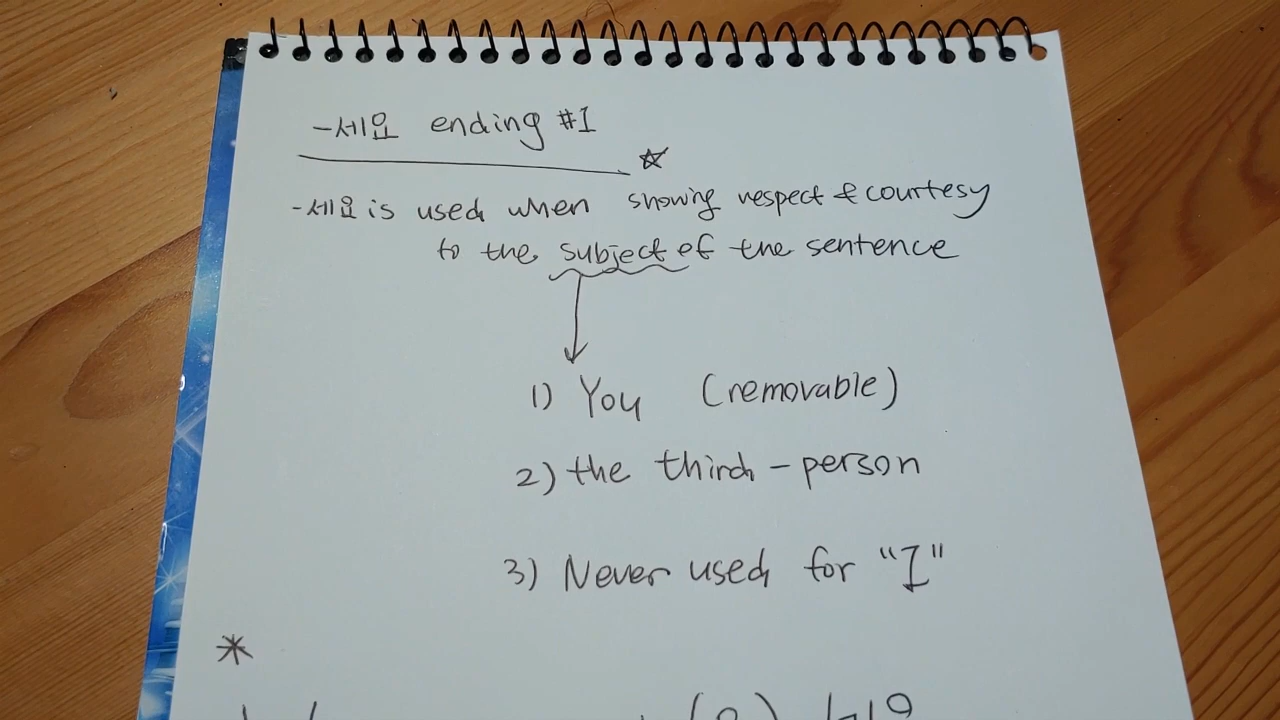 -세요 ending #1
☆
-세요 is used when showing respect & courtesy
to the subject of the sentence
1) You (removable)
2) the third-person
3) Never used for "I"
*